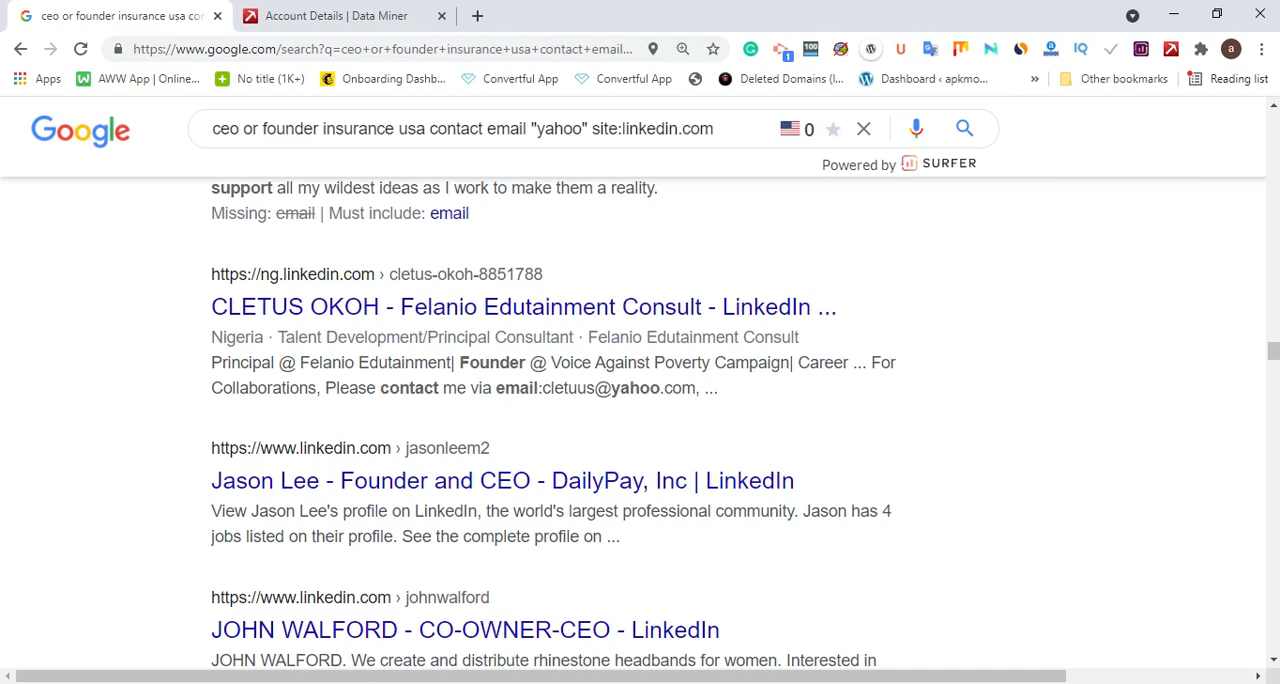 ceo or founder insurance usa con
Account Details | Data Miner
https://www.google.com/search?q=ceo+or+founder+insurance+usa+contact+email...
100
1
U
IQ
a
Apps
AWW App | Online...
No title (1K+)
Onboarding Dashb...
Convertful App
Convertful App
Deleted Domains (I...
Dashboard ‹ apkmo...
»
Other bookmarks
Reading list
Google
ceo or founder insurance usa contact email "yahoo" site:linkedin.com
0
Powered by SURFER
support all my wildest ideas as I work to make them a reality.
Missing: email | Must include: email
https://ng.linkedin.com › cletus-okoh-8851788
CLETUS OKOH - Felanio Edutainment Consult - LinkedIn ...
Nigeria · Talent Development/Principal Consultant · Felanio Edutainment Consult
Principal @ Felanio Edutainment| Founder @ Voice Against Poverty Campaign| Career ... For
Collaborations, Please contact me via email:cletuus@yahoo.com, ...
https://www.linkedin.com › jasonleem2
Jason Lee - Founder and CEO - DailyPay, Inc | LinkedIn
View Jason Lee's profile on LinkedIn, the world's largest professional community. Jason has 4
jobs listed on their profile. See the complete profile on ...
https://www.linkedin.com › johnwalford
JOHN WALFORD - CO-OWNER-CEO - LinkedIn
JOHN WALFORD. We create and distribute rhinestone headbands for women. Interested in